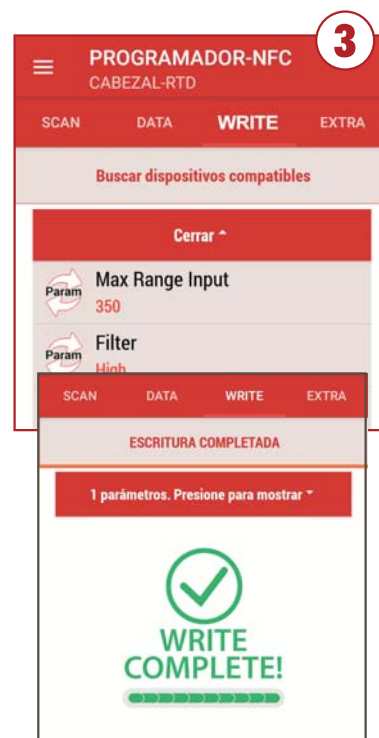 3
PROGRAMADOR-NFC
CABEZAL-RTD
SCAN DATA WRITE EXTRA
Buscar dispositivos compatibles
Cerrar
Param Max Range Input
350
Param Filter
High
SCAN DATA WRITE EXTRA
ESCRITURA COMPLETADA
1 parámetros. Presione para mostrar
WRITE
COMPLETE!